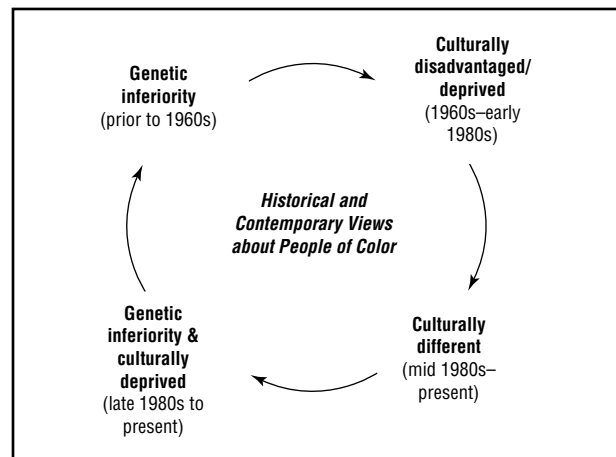 Genetic
inferiority
(prior to 1960s)
Culturally
disadvantaged/
deprived
(1960s–early
1980s)
Historical and
Contemporary Views
about People of Color
Genetic
inferiority &
culturally
deprived
(late 1980s to
present)
Culturally
different
(mid 1980s–
present)